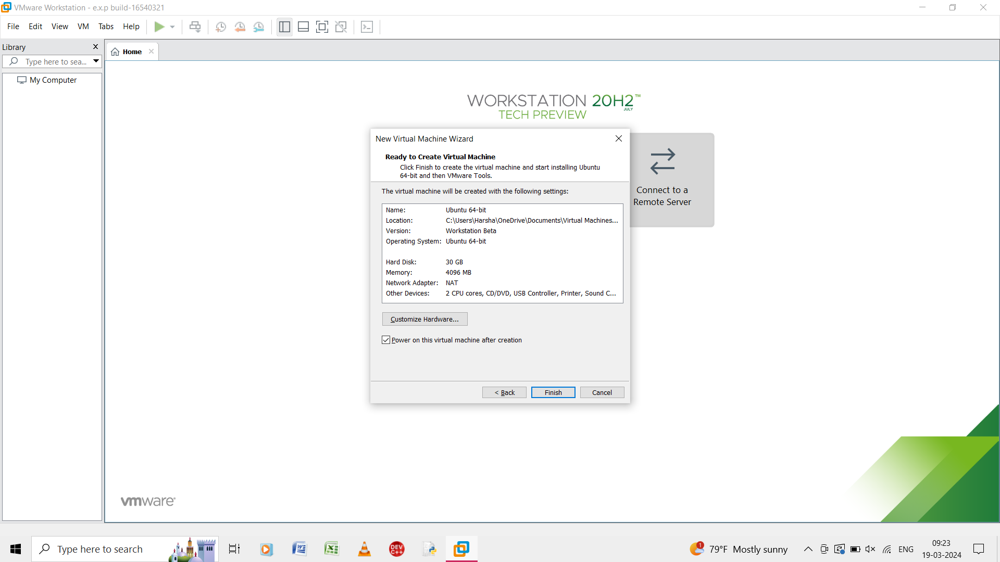 VMware Workstation - e.x.p build-16540321
File Edit View VM Tabs Help
Library
Type here to sea...
My Computer
Home
WORKSTATION 20H2™
JULY
TECH PREVIEW
New Virtual Machine Wizard
Ready to Create Virtual Machine
Click Finish to create the virtual machine and start installing Ubuntu
64-bit and then VMware Tools.
The virtual machine will be created with the following settings:
Name: Ubuntu 64-bit
Location: C:\Users\Harsha\OneDrive\Documents\Virtual Machines...
Version: Workstation Beta
Operating System: Ubuntu 64-bit
Hard Disk: 30 GB
Memory: 4096 MB
Network Adapter: NAT
Other Devices: 2 CPU cores, CD/DVD, USB Controller, Printer, Sound C...
Customize Hardware...
Power on this virtual machine after creation
< Back Finish Cancel
Connect to a
Remote Server
vmware
Type here to search
DEV
C++
1
79°F Mostly sunny
ENG
09:23
19-03-2024